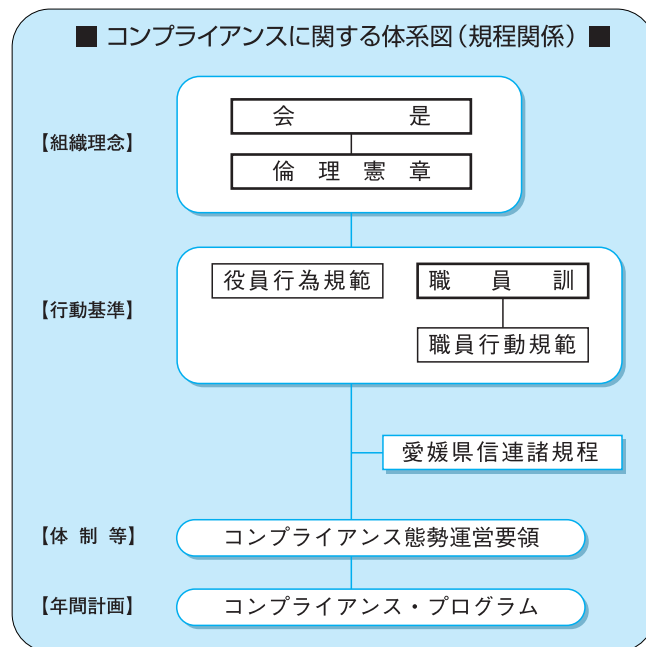 ■ コンプライアンスに関する体系図(規程関係) ■
【組織理念】
会是
倫理憲章
【行動基準】
役員行為規範
職員訓
職員行動規範
愛媛県信連諸規程
【体制等】
コンプライアンス態勢運営要領
【年間計画】
コンプライアンス・プログラム